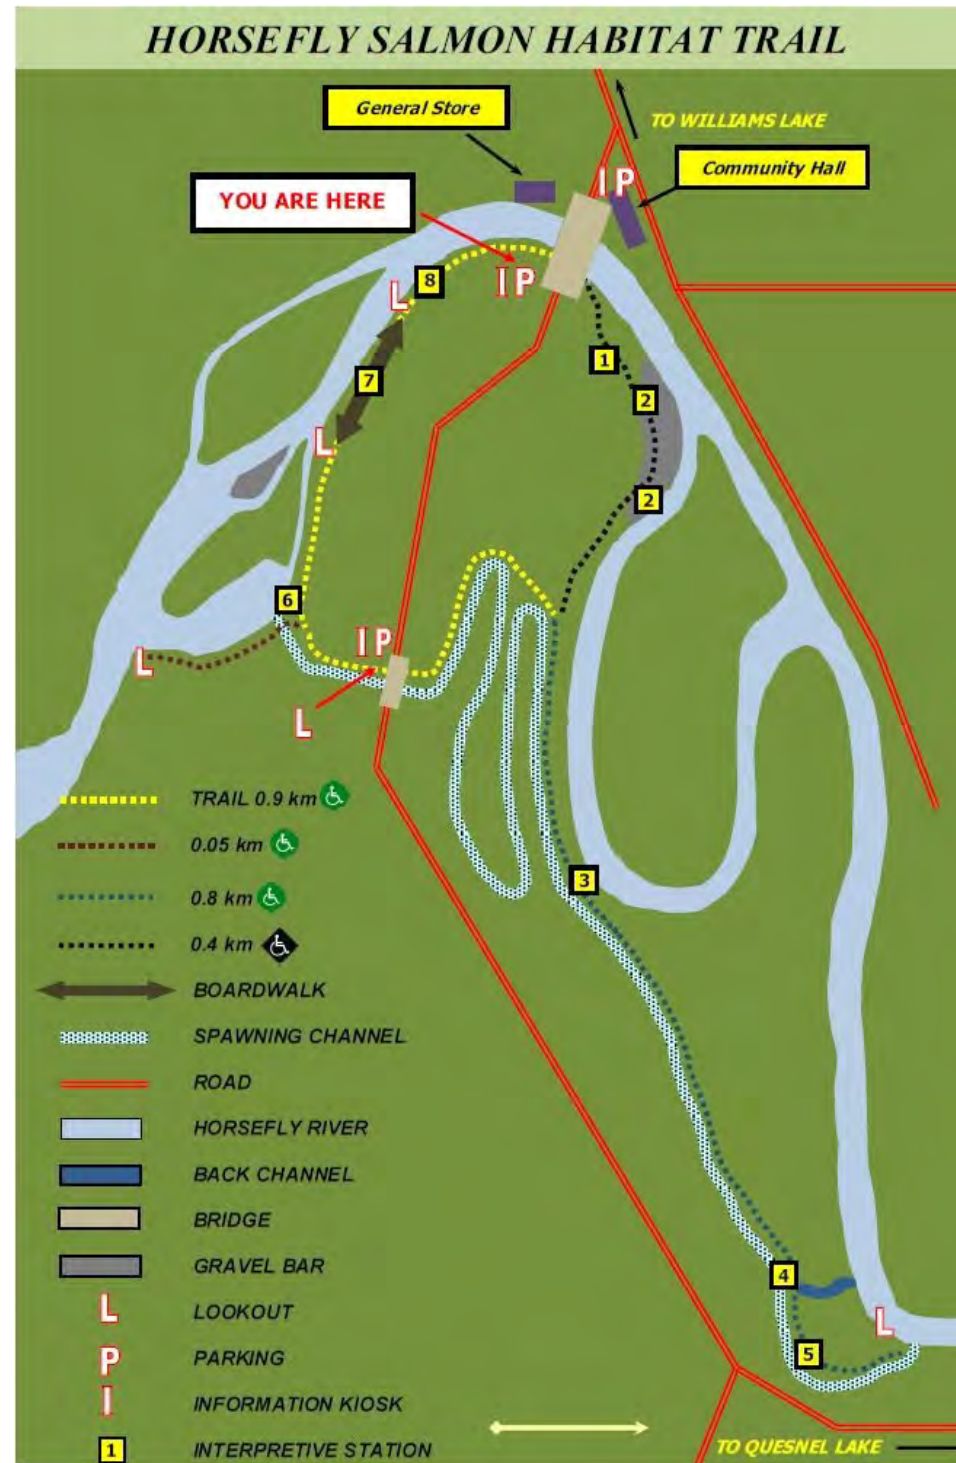 HORSEFLY SALMON HABITAT TRAIL
General Store
TO WILLIAMS LAKE
Community Hall
I P
YOU ARE HERE
I P
8
L
1
7
2
L
2
6
I P
L
L
3
4
L
5
TRAIL 0.9 km
0.05 km
0.8 km
0.4 km
BOARDWALK
SPAWNING CHANNEL
ROAD
HORSEFLY RIVER
BACK CHANNEL
BRIDGE
GRAVEL BAR
L LOOKOUT
P PARKING
I INFORMATION KIOSK
1 INTERPRETIVE STATION
TO QUESNEL LAKE